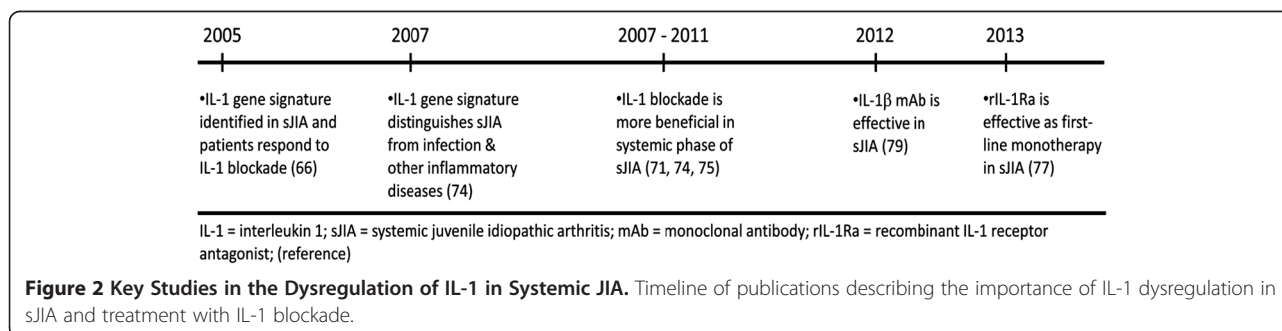 2005 2007 2007 - 2011 2012 2013
•IL-1 gene signature
identified in sJIA and
patients respond to
IL-1 blockade (66)
•IL-1 gene signature
distinguishes sJIA
from infection &
other inflammatory
diseases (74)
•IL-1 blockade is
more beneficial in
systemic phase of
sJIA (71, 74, 75)
•IL-1β mAb is
effective in
sJIA (79)
•rIL-1Ra is
effective as first-
line monotherapy
in sJIA (77)
IL-1 = interleukin 1; sJIA = systemic juvenile idiopathic arthritis; mAb = monoclonal antibody; rIL-1Ra = recombinant IL-1 receptor
antagonist; (reference)
Figure 2 Key Studies in the Dysregulation of IL-1 in Systemic JIA. Timeline of publications describing the importance of IL-1 dysregulation in
sJIA and treatment with IL-1 blockade.